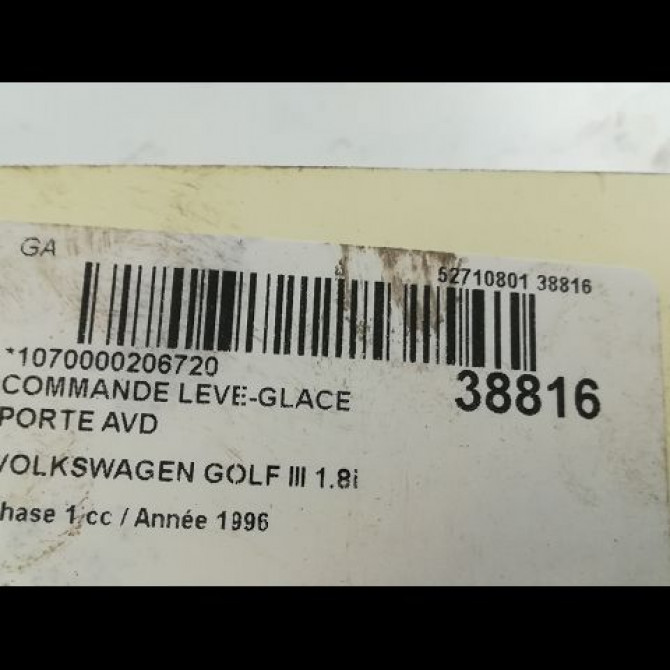 GA
52710801 38816
*1070000206720
38816
COMMANDE LEVE-GLACE
PORTE AVD
VOLKSWAGEN GOLF III 1.8i
hase 1 cc / Année 1996